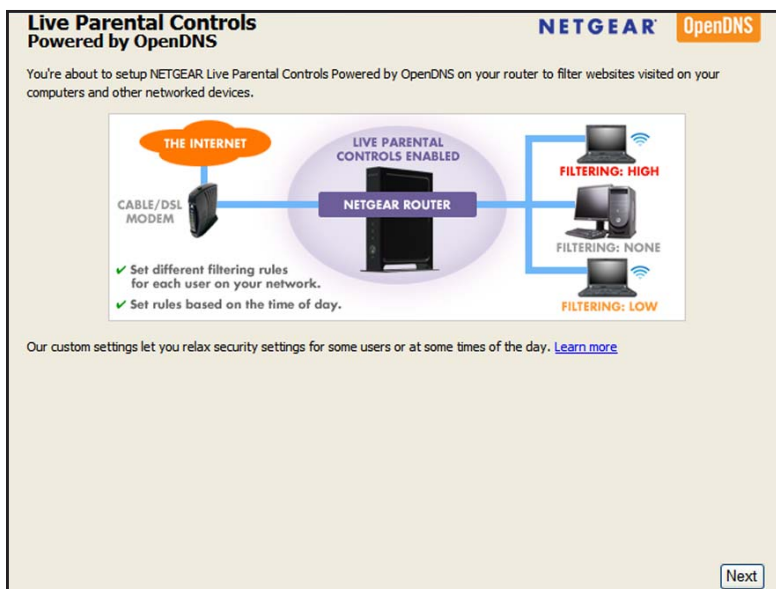 Live Parental Controls
Powered by OpenDNS
NETGEAR
OpenDNS
You're about to setup NETGEAR Live Parental Controls Powered by OpenDNS on your router to filter websites visited on your
computers and other networked devices.
THE INTERNET
CABLE/DSL
MODEM
LIVE PARENTAL
CONTROLS ENABLED
NETGEAR ROUTER
FILTERING: HIGH
FILTERING: NONE
FILTERING: LOW
✓ Set different filtering rules
for each user on your network.
✓ Set rules based on the time of day.
Our custom settings let you relax security settings for some users or at some times of the day. Learn more
Next